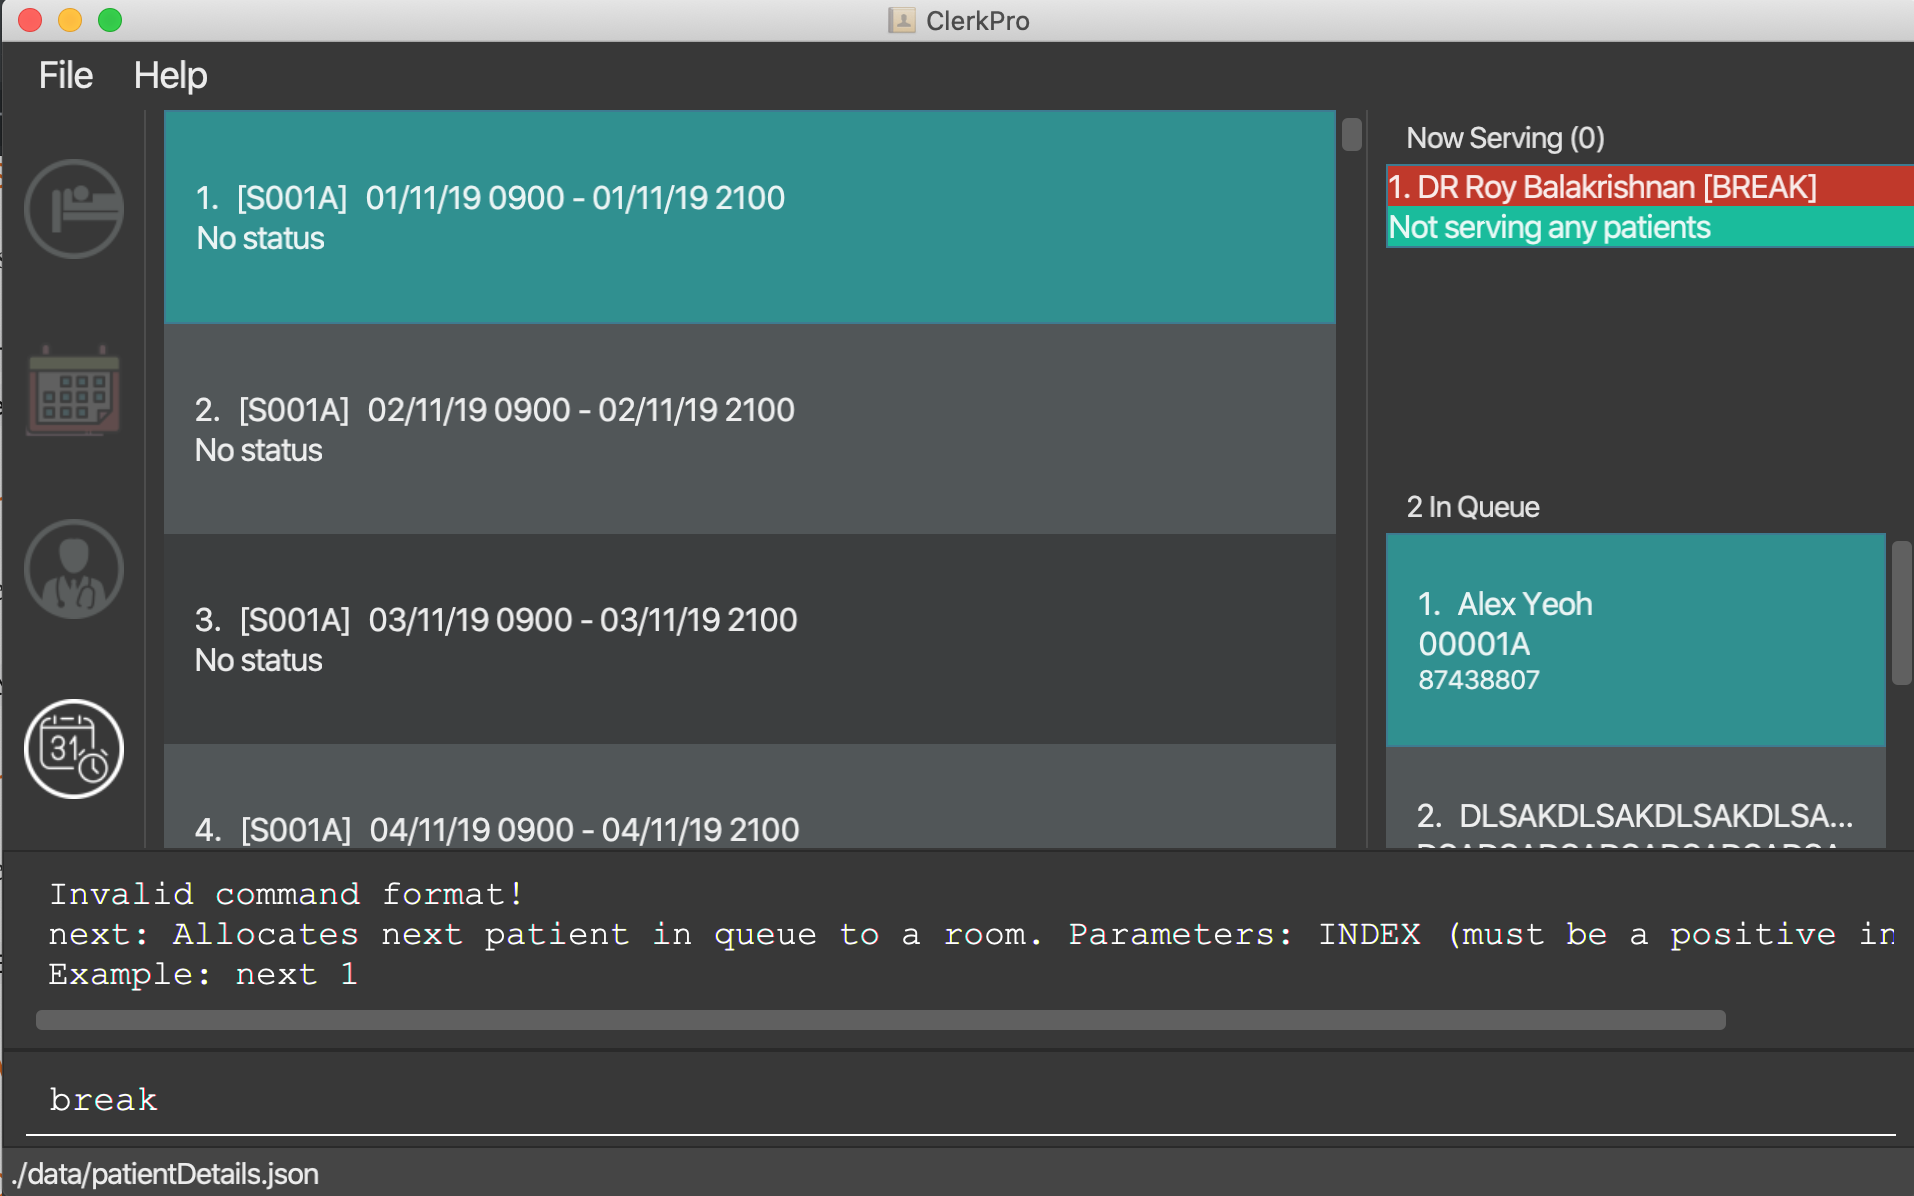 ClerkPro
File Help
1. [S001A] 01/11/19 0900 - 01/11/19 2100
No status
2. [S001A] 02/11/19 0900 - 02/11/19 2100
No status
3. [S001A] 03/11/19 0900 - 03/11/19 2100
No status
31
4. [S001A] 04/11/19 0900 - 04/11/19 2100
Now Serving (0)
1. DR Roy Balakrishnan [BREAK]
Not serving any patients
2 In Queue
1. Alex Yeoh
00001A
87438807
2. DLSAKDLSAKDLSAKDLSA...
Invalid command format!
next: Allocates next patient in queue to a room. Parameters: INDEX (must be a positive in
Example: next 1
break
./data/patientDetails.json